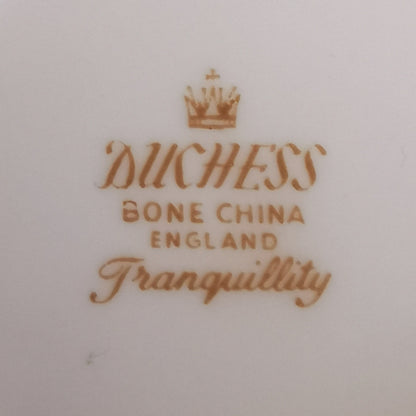 DUCHESS
BONE CHINA
ENGLAND
Tranquillity